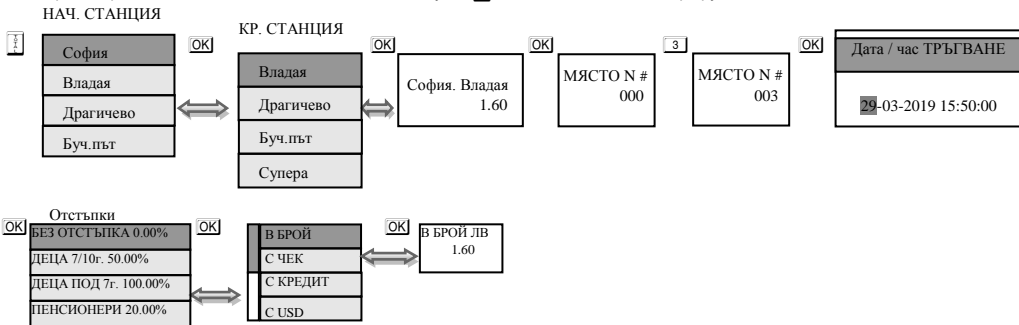 НАЧ. СТАНЦИЯ
София
Владая
Драгичево
Буч.път
OK
КР. СТАНЦИЯ
Владая
Драгичево
Буч.път
Супера
OK
София. Владая
1.60
OK
МЯСТО N #
000
3
МЯСТО N #
003
OK
Дата / час ТРЪГВАНЕ
29-03-2019 15:50:00
OK
Отстъпки
БЕЗ ОТСТЪПКА 0.00%
ДЕЦА 7/10г. 50.00%
ДЕЦА ПОД 7г. 100.00%
ПЕНСИОНЕРИ 20.00%
OK
В БРОЙ
С ЧЕК
С КРЕДИТ
С USD
OK
В БРОЙ ЛВ
1.60